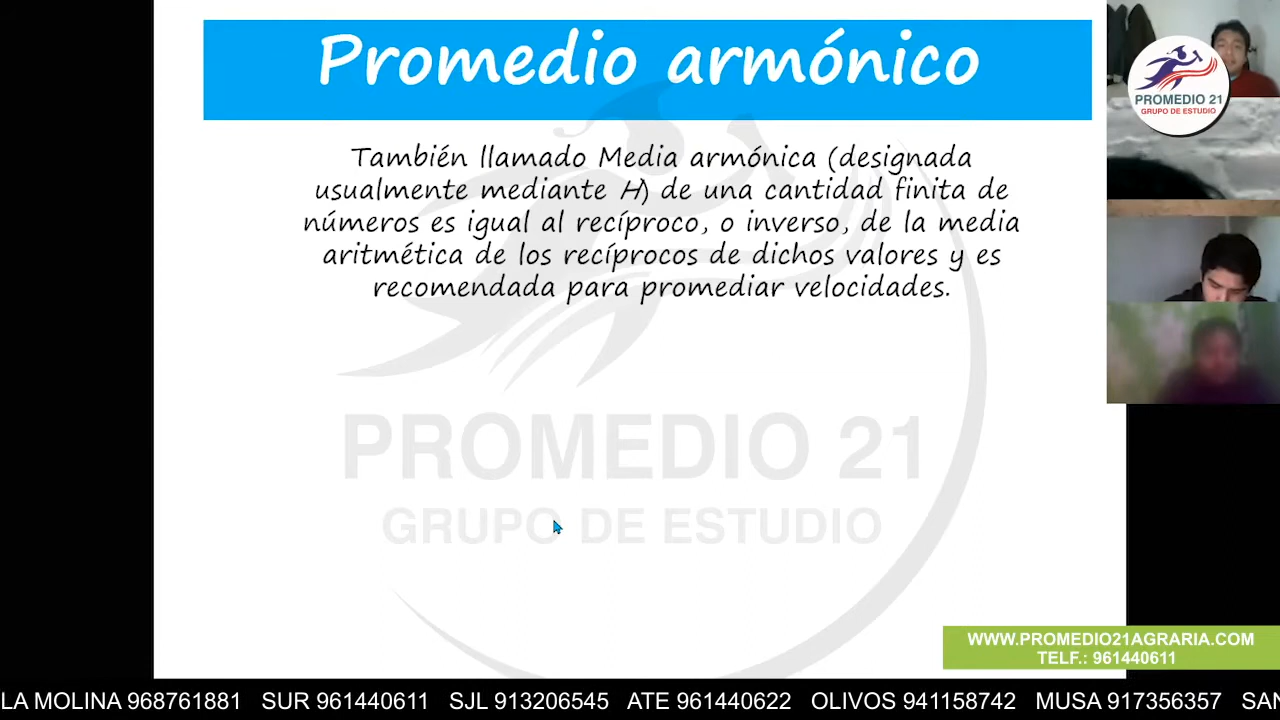 Promedio armónico
También llamado Media armónica (designada
usualmente mediante H) de una cantidad finita de
números es igual al recíproco, o inverso, de la media
aritmética de los recíprocos de dichos valores y es
recomendada para promediar velocidades.
PROMEDIO 21
GRUPO DE ESTUDIO
PROMEDIO 21
GRUPO DE ESTUDIO
WWW.PROMEDIO21AGRARIA.COM
TELF.: 961440611
LA MOLINA 968761881 SUR 961440611 SJL 913206545 ATE 961440622 OLIVOS 941158742 MUSA 917356357 SAN